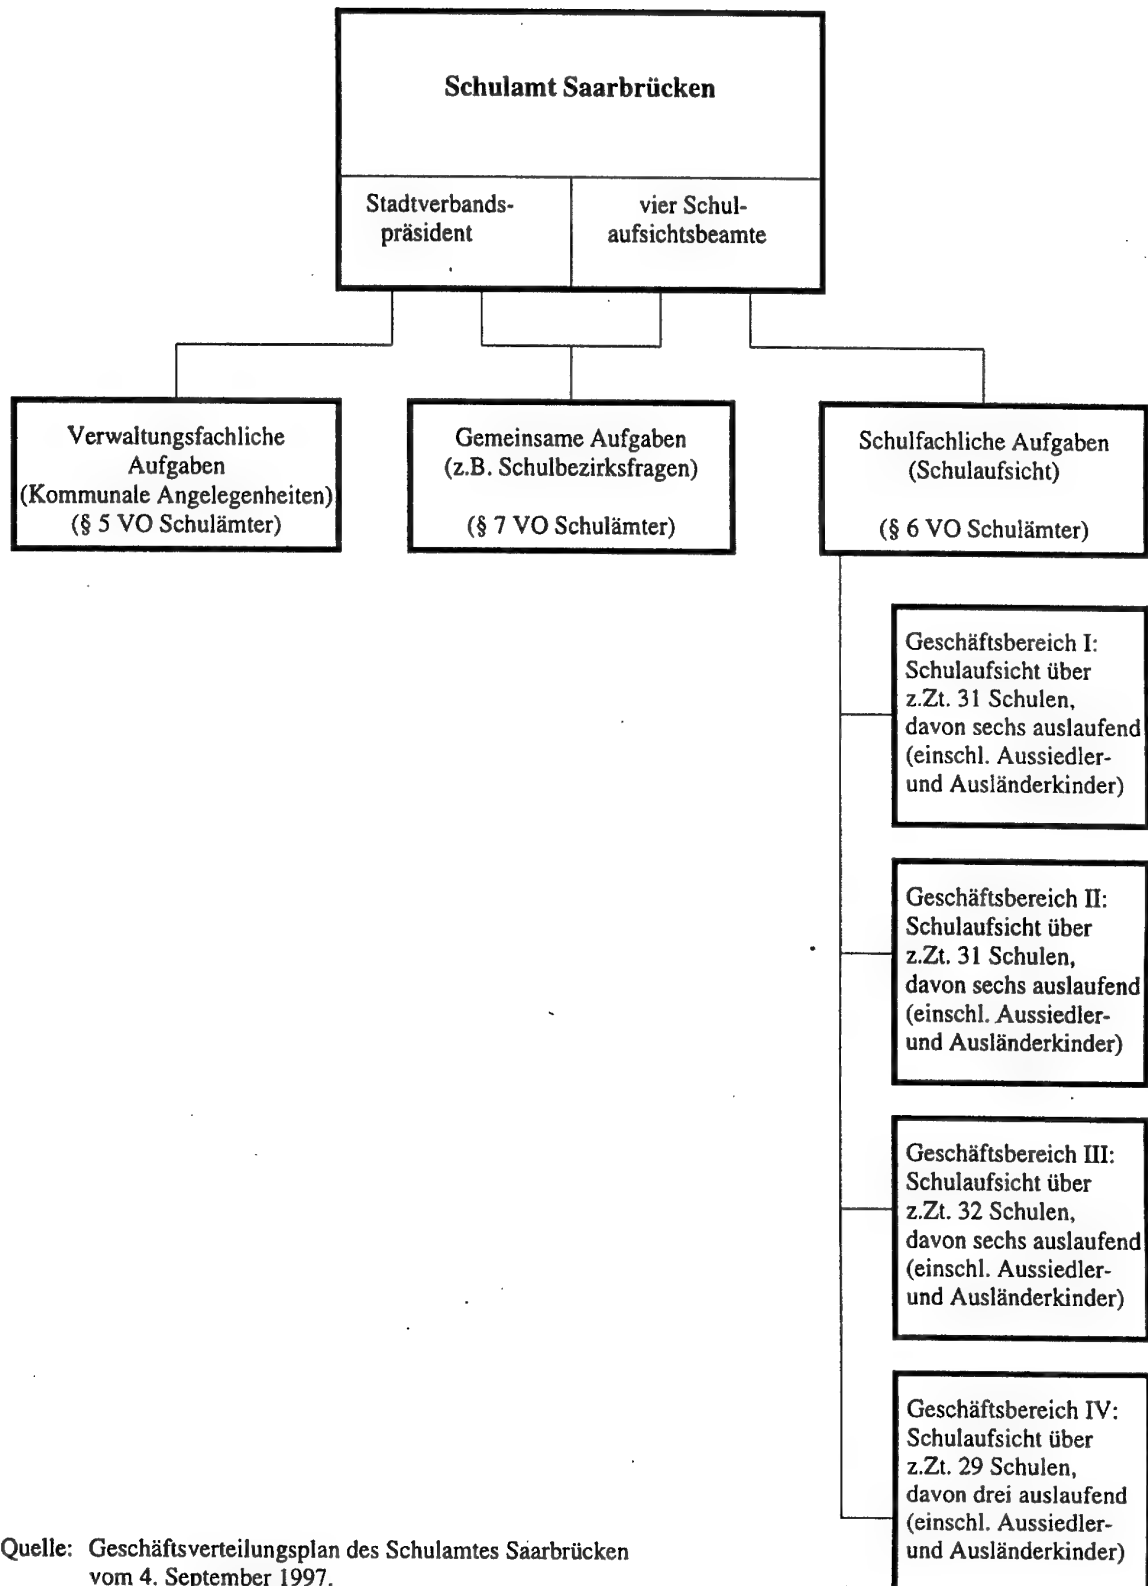 Schulamt Saarbrücken
Stadtverbands-
präsident
vier Schul-
aufsichtsbeamte
Verwaltungsfachliche
Aufgaben
(Kommunale Angelegenheiten)
(§ 5 VO Schulämter)
Gemeinsame Aufgaben
(z.B. Schulbezirksfragen)
(§ 7 VO Schulämter)
Schulfachliche Aufgaben
(Schulaufsicht)
(§ 6 VO Schulämter)
Geschäftsbereich I:
Schulaufsicht über
z.Zt. 31 Schulen,
davon sechs auslaufend
(einschl. Aussiedler-
und Ausländerkinder)
Geschäftsbereich II:
Schulaufsicht über
z.Zt. 31 Schulen,
davon sechs auslaufend
(einschl. Aussiedler-
und Ausländerkinder)
Geschäftsbereich III:
Schulaufsicht über
z.Zt. 32 Schulen,
davon sechs auslaufend
(einschl. Aussiedler-
und Ausländerkinder)
Geschäftsbereich IV:
Schulaufsicht über
z.Zt. 29 Schulen,
davon drei auslaufend
(einschl. Aussiedler-
und Ausländerkinder)
Quelle: Geschäftsverteilungsplan des Schulamtes Saarbrücken
vom 4. September 1997.